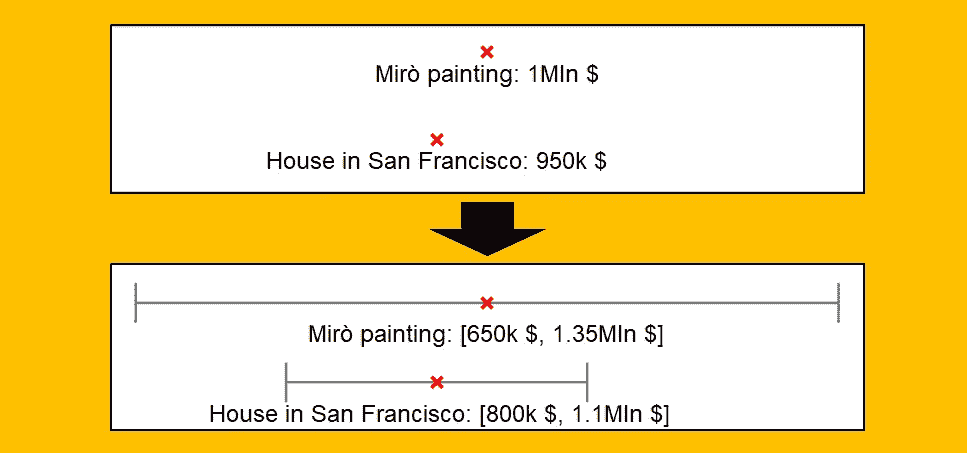 Mirò painting: 1Mln $
House in San Francisco: 950k $
Mirò painting: [650k $, 1.35Mln $]
House in San Francisco: [800k $, 1.1Mln $]